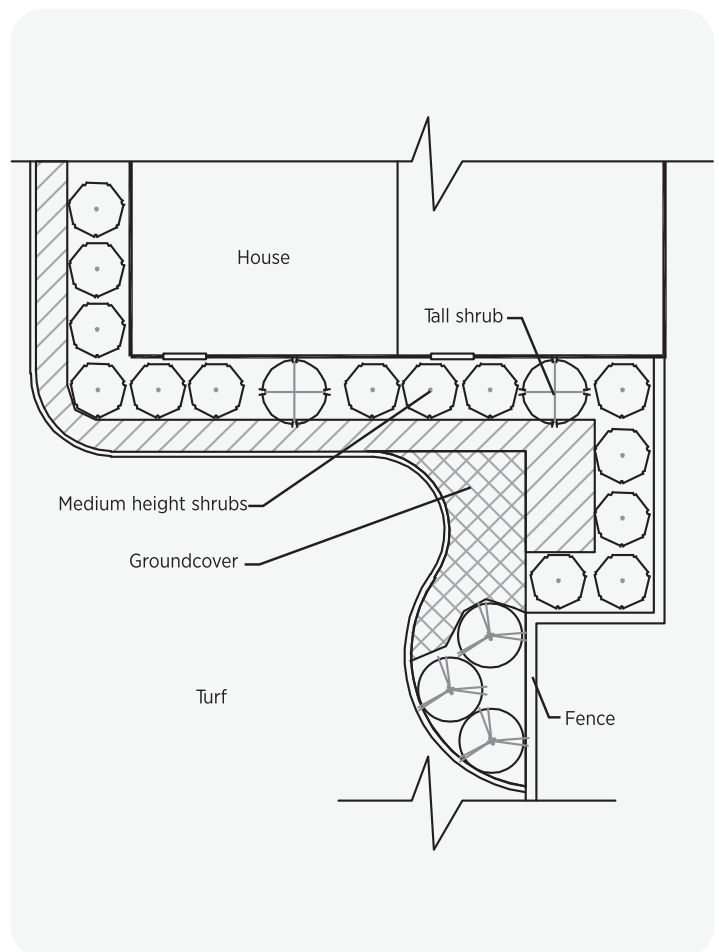 House
Tall shrub
Medium height shrubs
Groundcover
Turf
Fence